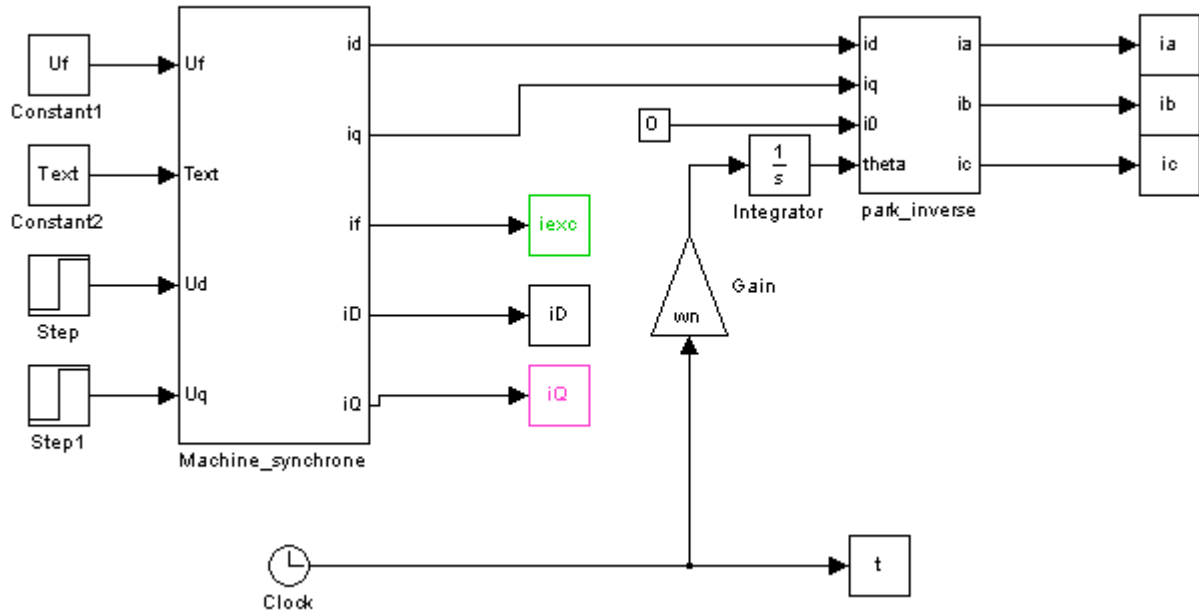 Uf
Constant1
Text
Constant2
Step
Step1
Uf
Text
Ud
Uq
id
iq
if
iD
iQ
Machine_synchrone
iexc
iD
iQ
0
1
s
Integrator
wn
Gain
id
iq
i0
theta
ia
ib
ic
park_inverse
ia
ib
ic
Clock
t